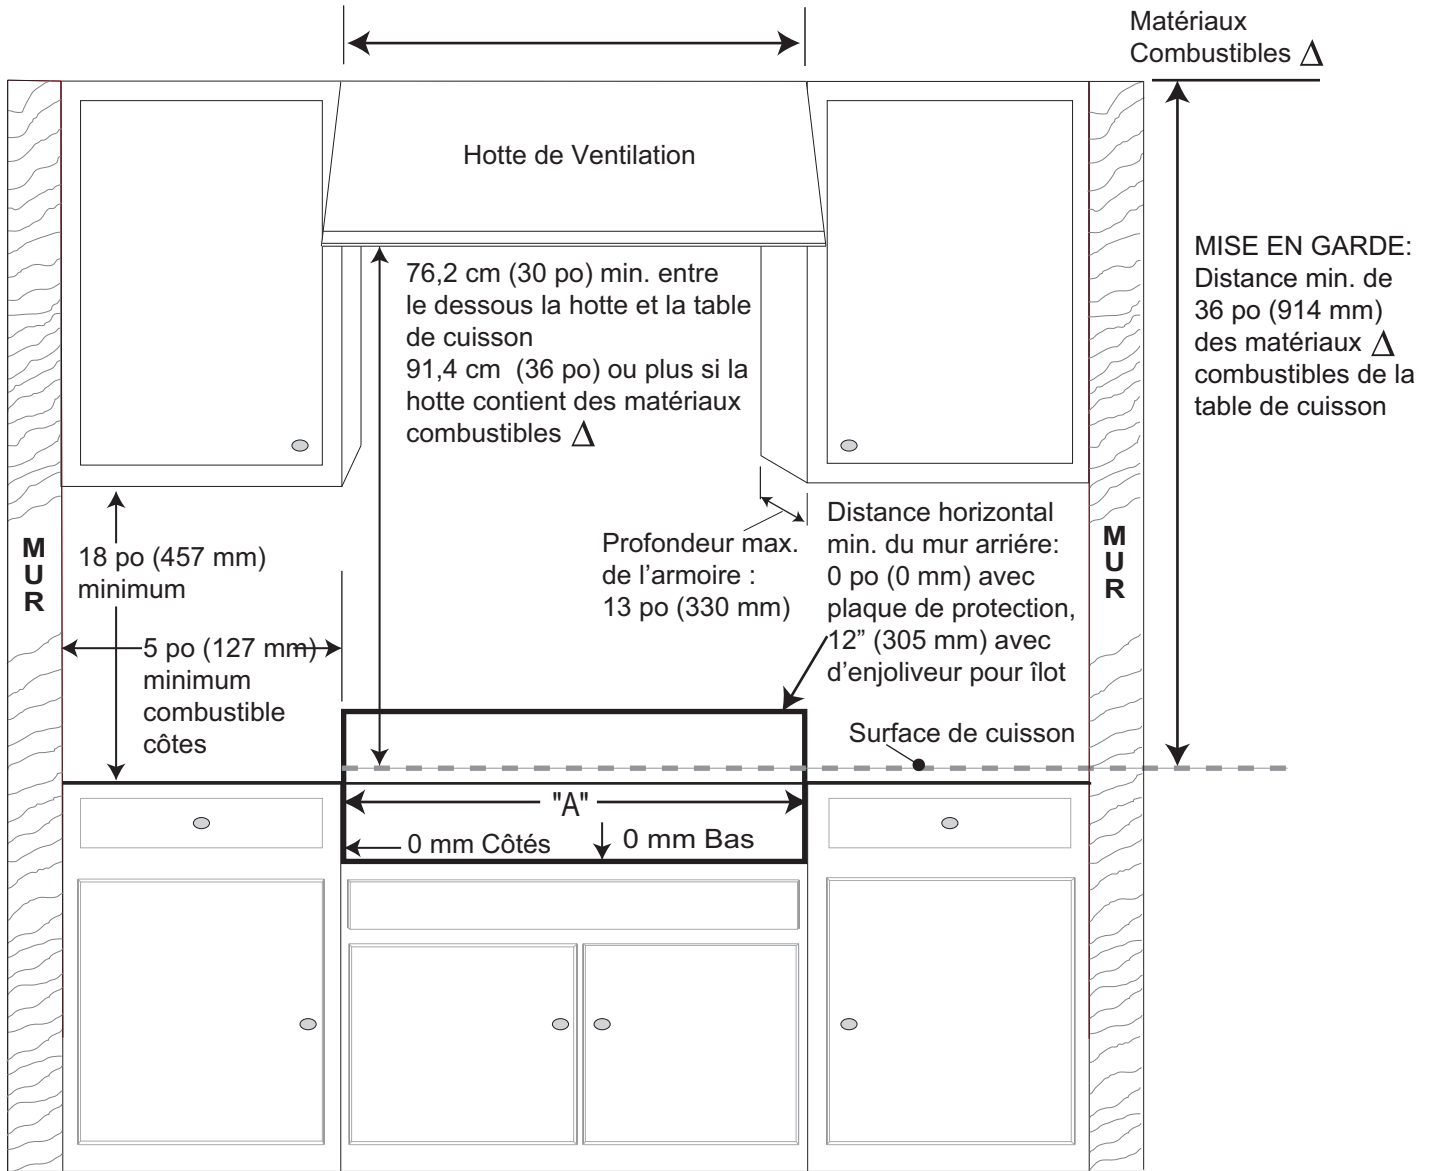 Matériaux
Combustibles Δ
Hotte de Ventilation
76,2 cm (30 po) min. entre
le dessous la hotte et la table
de cuisson
91,4 cm (36 po) ou plus si la
hotte contient des matériaux
combustibles Δ
MISE EN GARDE:
Distance min. de
36 po (914 mm)
des matériaux Δ
combustibles de la
table de cuisson
MUR
18 po (457 mm)
minimum
5 po (127 mm)
minimum
combustible
côtes
Profondeur max.
de l’armoire :
13 po (330 mm)
Distance horizontal
min. du mur arriére:
0 po (0 mm) avec
plaque de protection,
12” (305 mm) avec
d’enjoliveur pour îlot
MUR
Surface de cuisson
"A"
0 mm Côtés
0 mm Bas